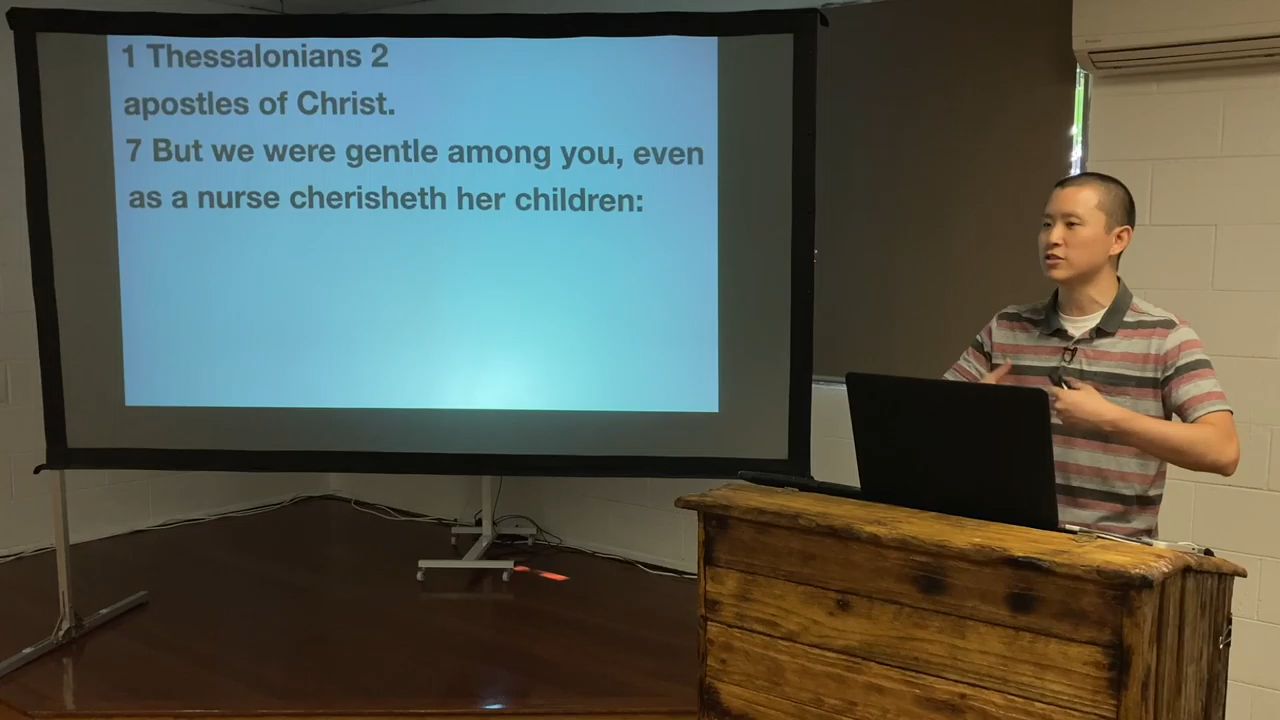 1 Thessalonians 2
apostles of Christ.
7 But we were gentle among you, even
as a nurse cherisheth her children: